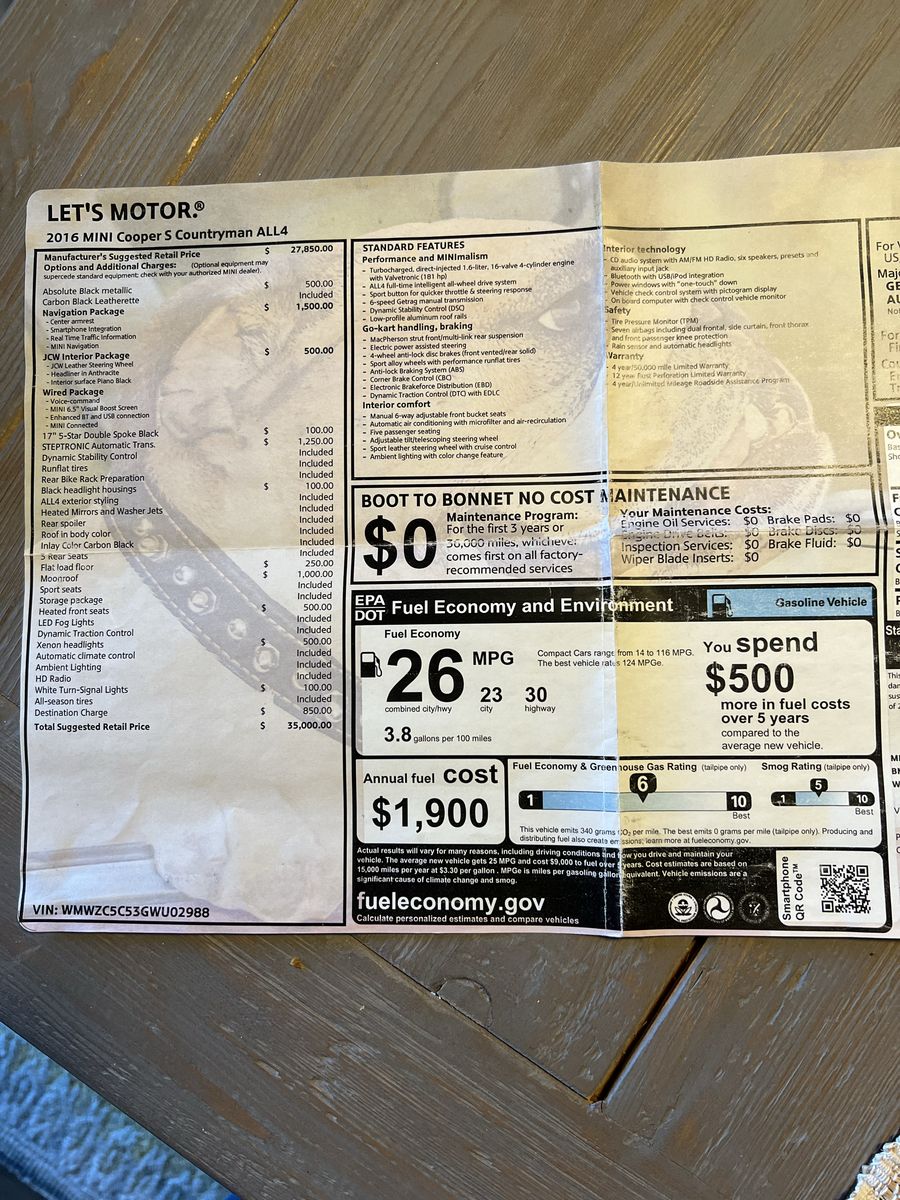 LET'S MOTOR.®
2016 MINI Cooper S Countryman ALL4
Manufacturer's Suggested Retail Price $ 27,850.00
Options and Additional Charges: (Optional equipment may
supercede standard equipment: check with your authorized MINI dealer).
Absolute Black metallic $ 500.00
Carbon Black Leatherette Included
Navigation Package $ 1,500.00
- Center armrest
- Smartphone Integration
- Real Time Traffic Information
- MINI Navigation
JCW Interior Package $ 500.00
- JCW Leather Steering Wheel
- Headliner in Anthracite
- Interior surface Piano Black
Wired Package
- Voice-command
- MINI 6.5" Visual Boost Screen
- Enhanced BT and USB connection
- MINI Connected
17" 5-Star Double Spoke Black $ 100.00
STEPTRONIC Automatic Trans. $ 1,250.00
Dynamic Stability Control Included
Runflat tires Included
Rear Bike Rack Preparation Included
Black headlight housings $ 100.00
ALL4 exterior styling Included
Heated Mirrors and Washer Jets Included
Rear spoiler Included
Roof in body color Included
Inlay Color Carbon Black Included
3 Rear Seats Included
Flat load floor $ 250.00
Moonroof $ 1,000.00
Sport seats Included
Storage package Included
Heated front seats $ 500.00
LED Fog Lights Included
Dynamic Traction Control Included
Xenon headlights $ 500.00
Automatic climate control Included
Ambient Lighting Included
HD Radio Included
White Turn-Signal Lights $ 100.00
All-season tires Included
Destination Charge $ 850.00
Total Suggested Retail Price $ 35,000.00
VIN: WMWZC5C53GWU02988
STANDARD FEATURES
Performance and MINImalism
- Turbocharged, direct-injected 1.6-liter, 16-valve 4-cylinder engine
with Valvetronic (181 hp)
- ALL4 full-time intelligent all-wheel drive system
- Sport button for quicker throttle & steering response
- 6-speed Getrag manual transmission
- Dynamic Stability Control (DSC)
- Low-profile aluminum roof rails
Go-kart handling, braking
- MacPherson strut front/multi-link rear suspension
- Electric power assisted steering
- 4-wheel anti-lock disc brakes (front vented/rear solid)
- Sport alloy wheels with performance runflat tires
- Anti-lock Braking System (ABS)
- Corner Brake Control (CBC)
- Electronic Brakeforce Distribution (EBD)
- Dynamic Traction Control (DTC) with EDLC
Interior comfort
- Manual 6-way adjustable front bucket seats
- Automatic air conditioning with microfilter and air-recirculation
- Five passenger seating
- Adjustable tilt/telescoping steering wheel
- Sport leather steering wheel with cruise control
- Ambient lighting with color change feature
Interior technology
- CD audio system with AM/FM HD Radio, six speakers, presets and
auxiliary input jack
- Bluetooth with USB/iPod integration
- Power windows with "one-touch" down
- Vehicle check control system with pictogram display
- On board computer with check control vehicle monitor
Safety
- Tire Pressure Monitor (TPM)
- Seven airbags including dual frontal, side curtain, front thorax
and front passenger knee protection
- Rain sensor and automatic headlights
Warranty
- 4 year/50,000 mile Limited Warranty
- 12 year Rust Perforation Limited Warranty
- 4 year/Unlimited Mileage Roadside Assistance Program
BOOT TO BONNET NO COST MAINTENANCE
$0
Maintenance Program:
For the first 3 years or
36,000 miles, whichever
comes first on all factory-
recommended services
Your Maintenance Costs:
Engine Oil Services: $0 Brake Pads: $0
Engine Drive Belts: $0 Brake Discs: $0
Inspection Services: $0 Brake Fluid: $0
Wiper Blade Inserts: $0
EPA
DOT
Fuel Economy and Environment
Gasoline Vehicle
Fuel Economy
26 MPG
23 30
combined city/hwy city highway
3.8 gallons per 100 miles
Compact Cars range from 14 to 116 MPG.
The best vehicle rates 124 MPGe.
You spend
$500
more in fuel costs
over 5 years
compared to the
average new vehicle.
Annual fuel cost
$1,900
Fuel Economy & Greenhouse Gas Rating (tailpipe only)
1 6 10
Best
Smog Rating (tailpipe only)
1 5 10
Best
This vehicle emits 340 grams CO₂ per mile. The best emits 0 grams per mile (tailpipe only). Producing and
distributing fuel also create emissions; learn more at fueleconomy.gov.
Actual results will vary for many reasons, including driving conditions and how you drive and maintain your
vehicle. The average new vehicle gets 25 MPG and cost $9,000 to fuel over 5 years. Cost estimates are based on
15,000 miles per year at $3.30 per gallon. MPGe is miles per gasoline gallon equivalent. Vehicle emissions are a
significant cause of climate change and smog.
fueleconomy.gov
Calculate personalized estimates and compare vehicles
Smartphone
QR Code™